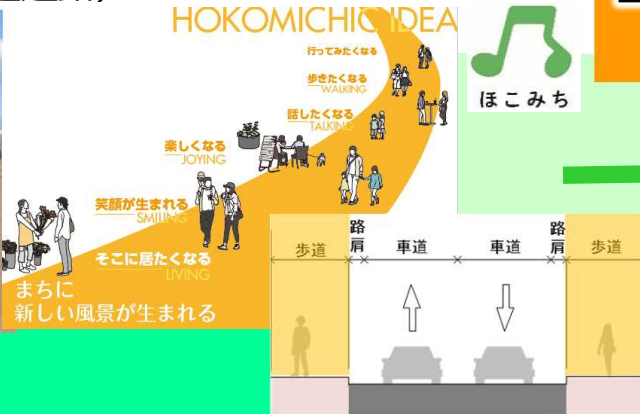 HOKOMICHIC IDEA
行ってみたくなる
歩きたくなる
WALKING
話したくなる
TALKING
楽しくなる
JOYING
笑顔が生まれる
SMILING
そこに居たくなる
LIVING
まちに
新しい風景が生まれる
ほこみち
歩道
路肩
車道
車道
路肩
歩道